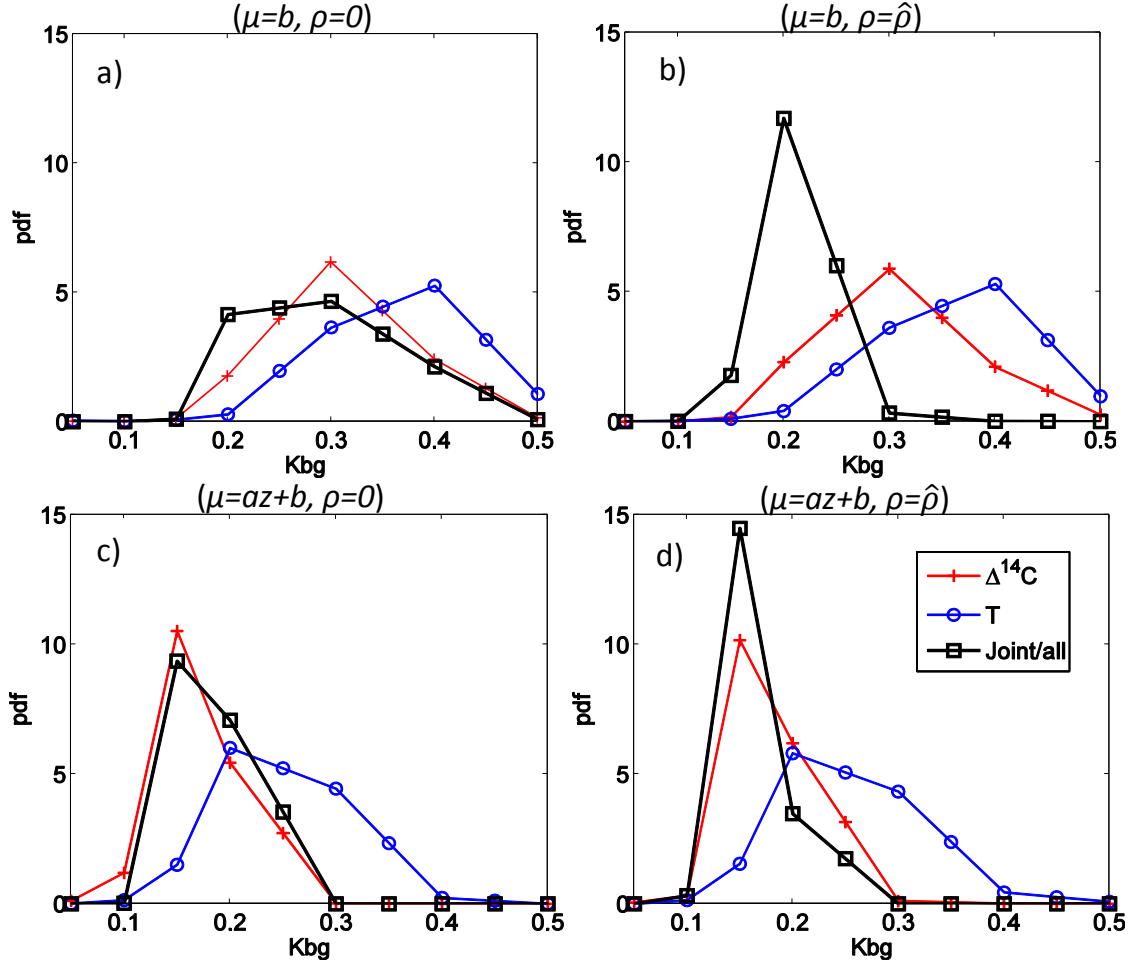 (μ=b, ρ=0)
a)
15
10
5
0
pdf
0.1 0.2 0.3 0.4 0.5
Kbg
(μ=b, ρ=ρ̂)
b)
15
10
5
0
pdf
0.1 0.2 0.3 0.4 0.5
Kbg
(μ=az+b, ρ=0)
c)
15
10
5
0
pdf
0.1 0.2 0.3 0.4 0.5
Kbg
(μ=az+b, ρ=ρ̂)
d)
15
10
5
0
pdf
Δ¹⁴C
T
Joint/all
0.1 0.2 0.3 0.4 0.5
Kbg